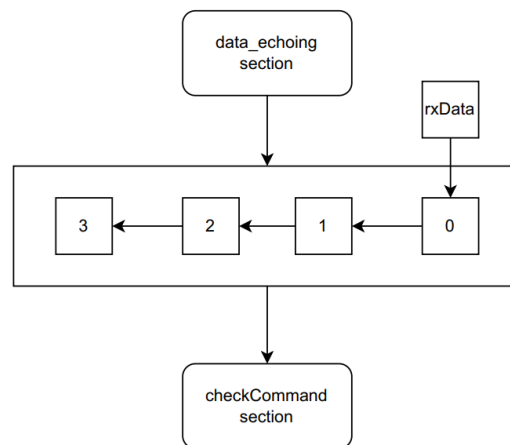 data_echoing
section
rxData
3
2
1
0
checkCommand
section